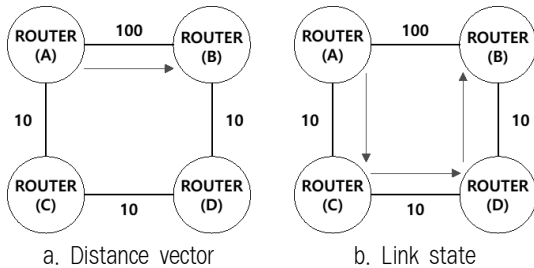 ROUTER
(A)
100
ROUTER
(B)
10
10
ROUTER
(C)
10
ROUTER
(D)
a. Distance vector
ROUTER
(A)
100
ROUTER
(B)
10
10
ROUTER
(C)
10
ROUTER
(D)
b. Link state